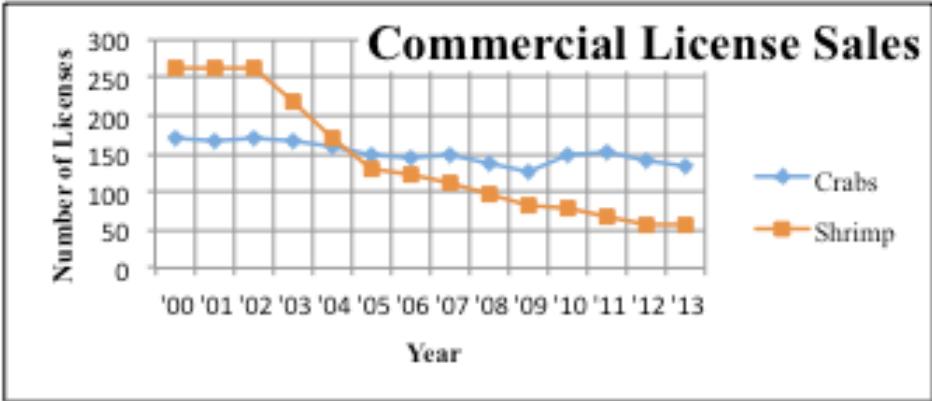 Commercial License Sales
Number of Licenses
300
250
200
150
100
50
0
'00 '01 '02 '03 '04 '05 '06 '07 '08 '09 '10 '11 '12 '13
Year
Crabs
Shrimp